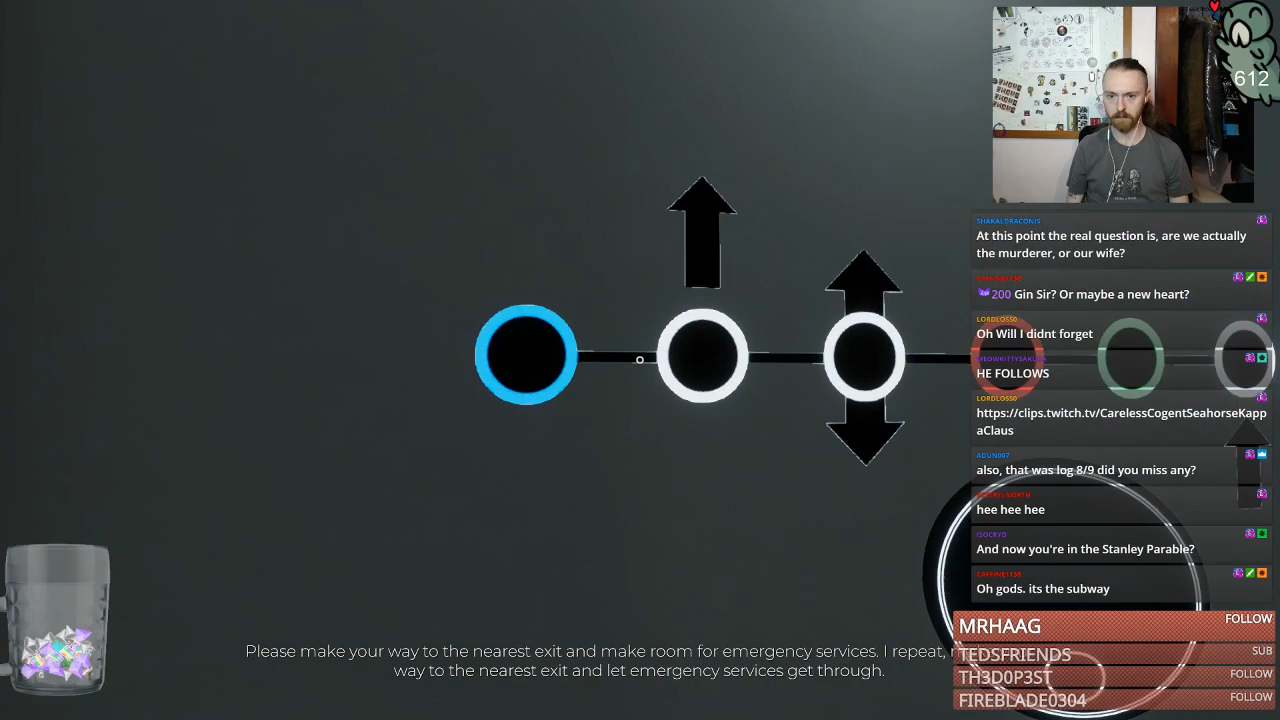 612
SHAKALDRACONIS
At this point the real question is, are we actually
the murderer, or our wife?
200 Gin Sir? Or maybe a new heart?
LORDLOSS0
Oh Will I didnt forget
HE FOLLOWS
LORDLOSS0
https://clips.twitch.tv/CarelessCogentSeahorseKapp
aClaus
ADUN087
also, that was log 8/9 did you miss any?
hee hee hee
ISOCRYD
And now you're in the Stanley Parable?
CAFFINE1138
Oh gods. its the subway
MRHAAG FOLLOW
TEDSFRIENDS SUB
TH3D0P3ST FOLLOW
FIREBLADE0304 FOLLOW
Please make your way to the nearest exit and make room for emergency services. I repeat,
way to the nearest exit and let emergency services get through.